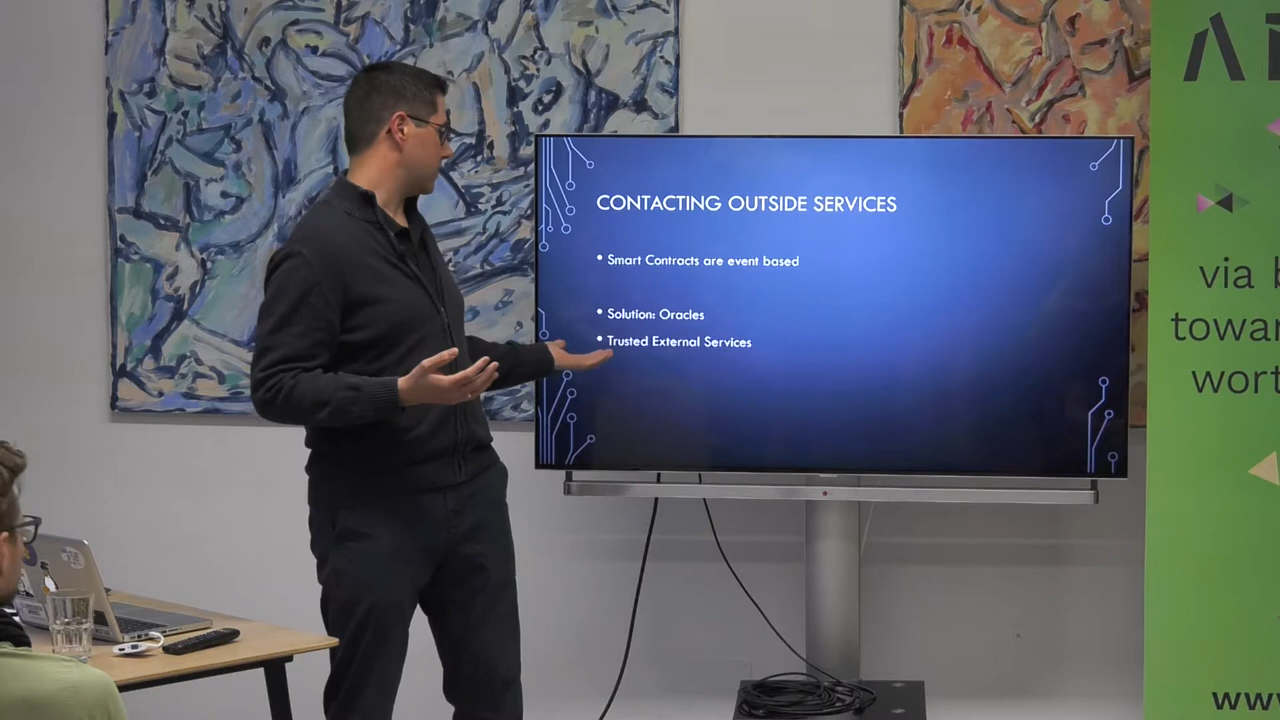 CONTACTING OUTSIDE SERVICES
• Smart Contracts are event based
• Solution: Oracles
• Trusted External Services
via
towar
wort
www